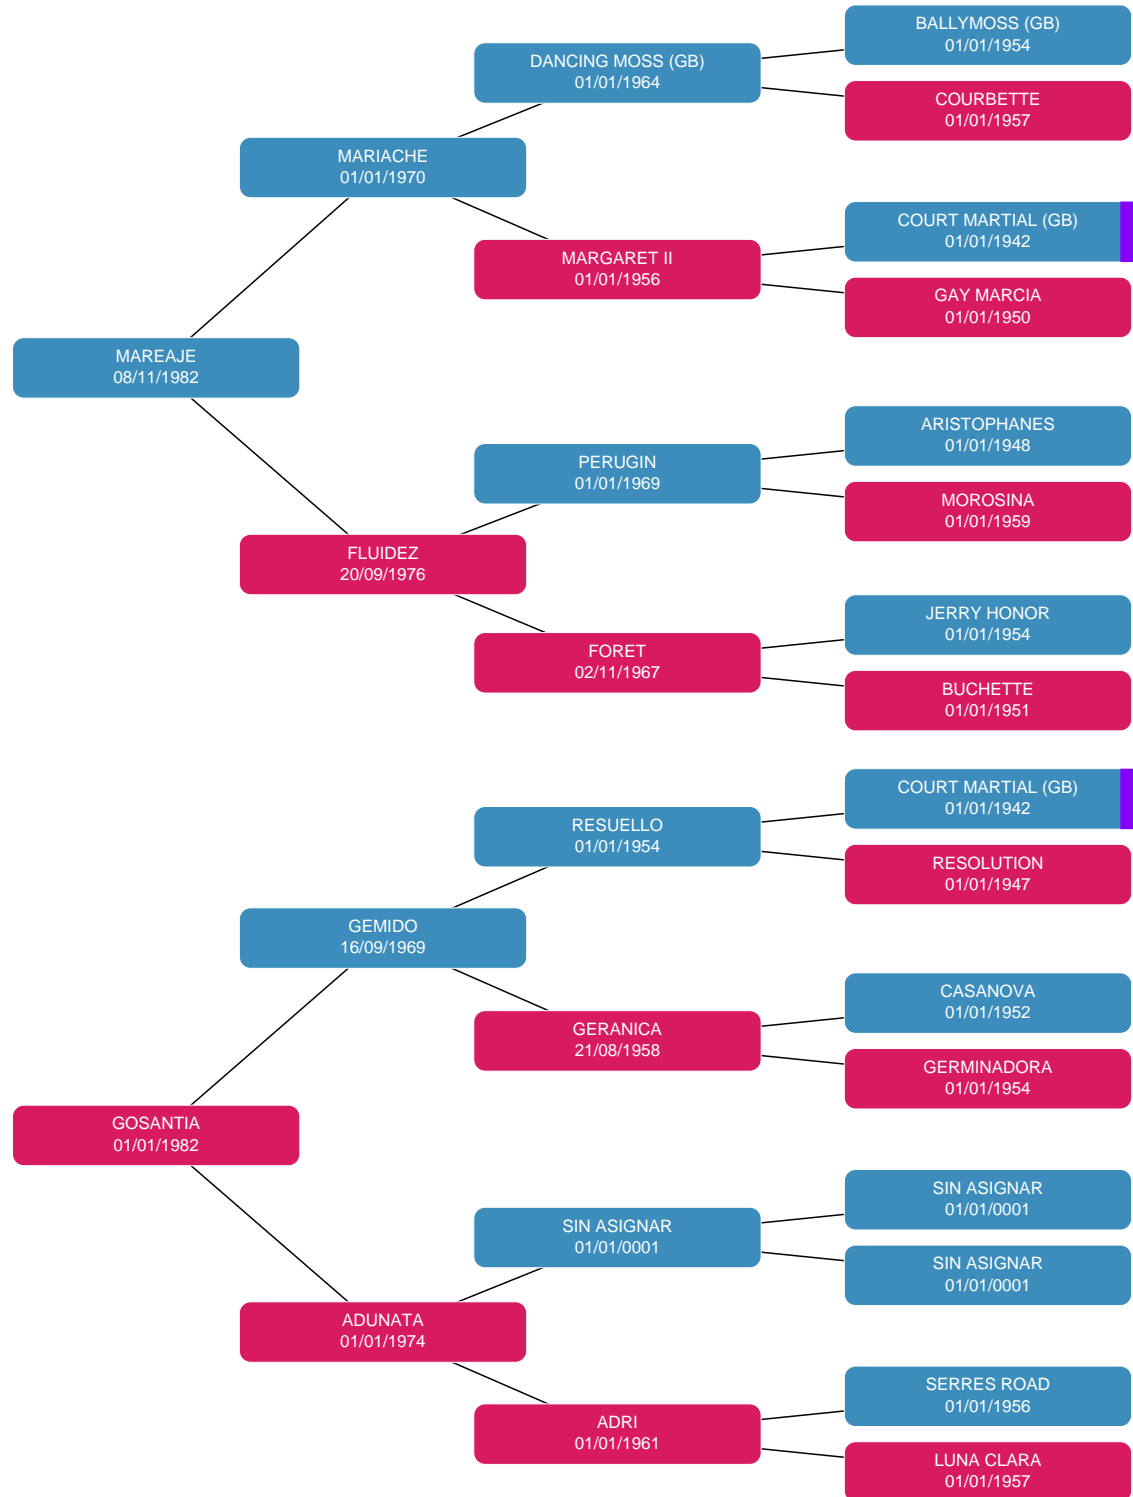 BALLYMOSS (GB)
01/01/1954
DANCING MOSS (GB)
01/01/1964
COURBETTE
01/01/1957
MARIACHE
01/01/1970
COURT MARTIAL (GB)
01/01/1942
MARGARET II
01/01/1956
GAY MARCIA
01/01/1950
MAREAJE
08/11/1982
ARISTOPHANES
01/01/1948
PERUGIN
01/01/1969
MOROSINA
01/01/1959
FLUIDEZ
20/09/1976
JERRY HONOR
01/01/1954
FORET
02/11/1967
BUCHETTE
01/01/1951
COURT MARTIAL (GB)
01/01/1942
RESUELLO
01/01/1954
RESOLUTION
01/01/1947
GEMIDO
16/09/1969
CASANOVA
01/01/1952
GERANICA
21/08/1958
GERMINADORA
01/01/1954
GOSANTIA
01/01/1982
SIN ASIGNAR
01/01/0001
SIN ASIGNAR
01/01/0001
SIN ASIGNAR
01/01/0001
ADUNATA
01/01/1974
SERRES ROAD
01/01/1956
ADRI
01/01/1961
LUNA CLARA
01/01/1957